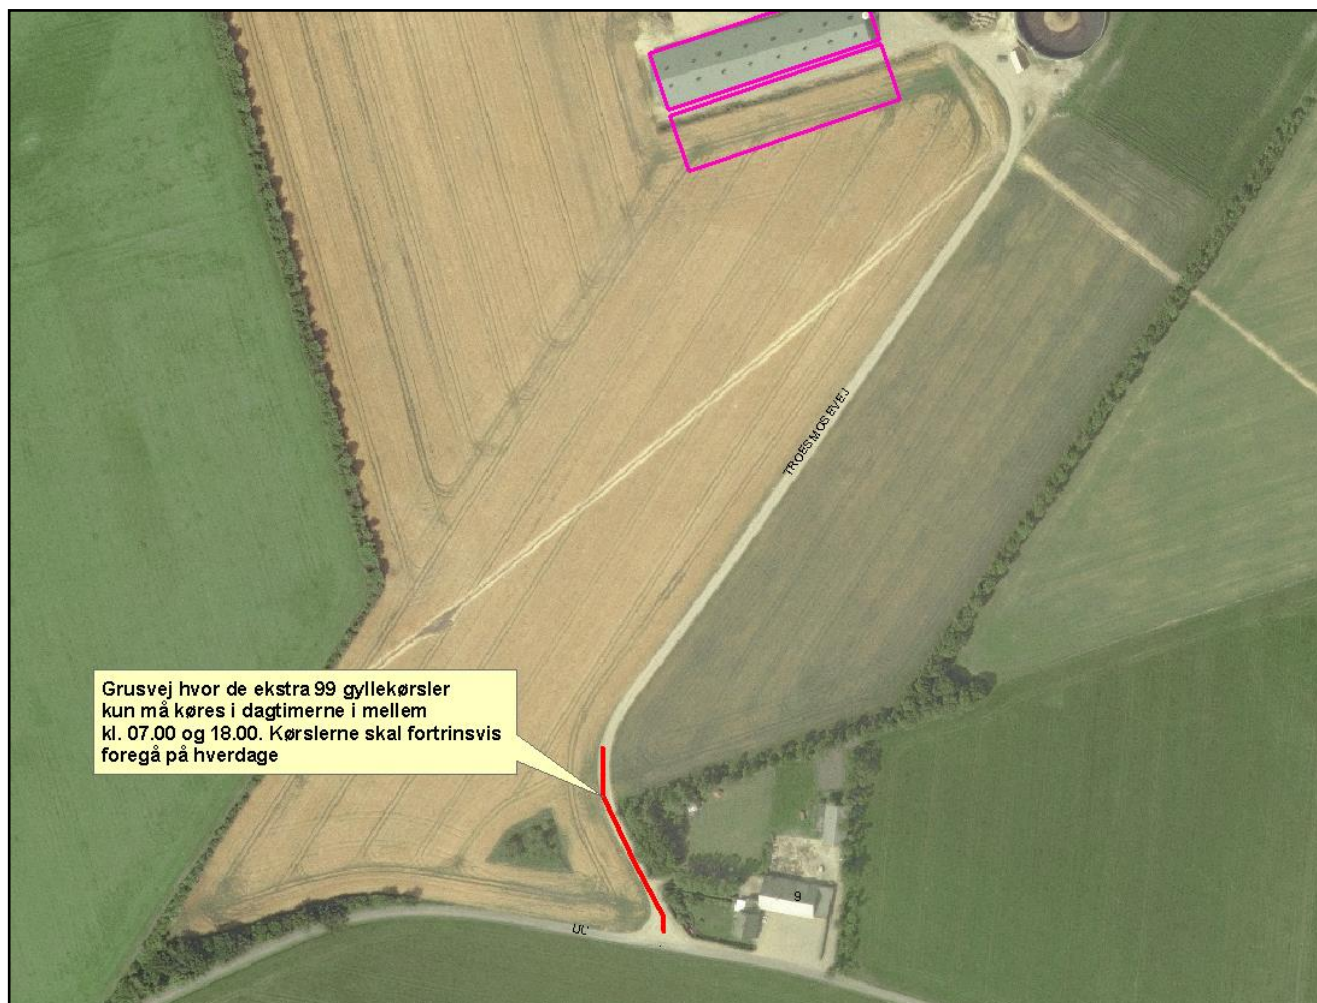 TROESMOSEVEJ
Grusvej hvor de ekstra 99 gyllekørsler
kun må køres i dagtimerne i mellem
kl. 07.00 og 18.00. Kørslerne skal fortrinsvis
foregå på hverdage
9